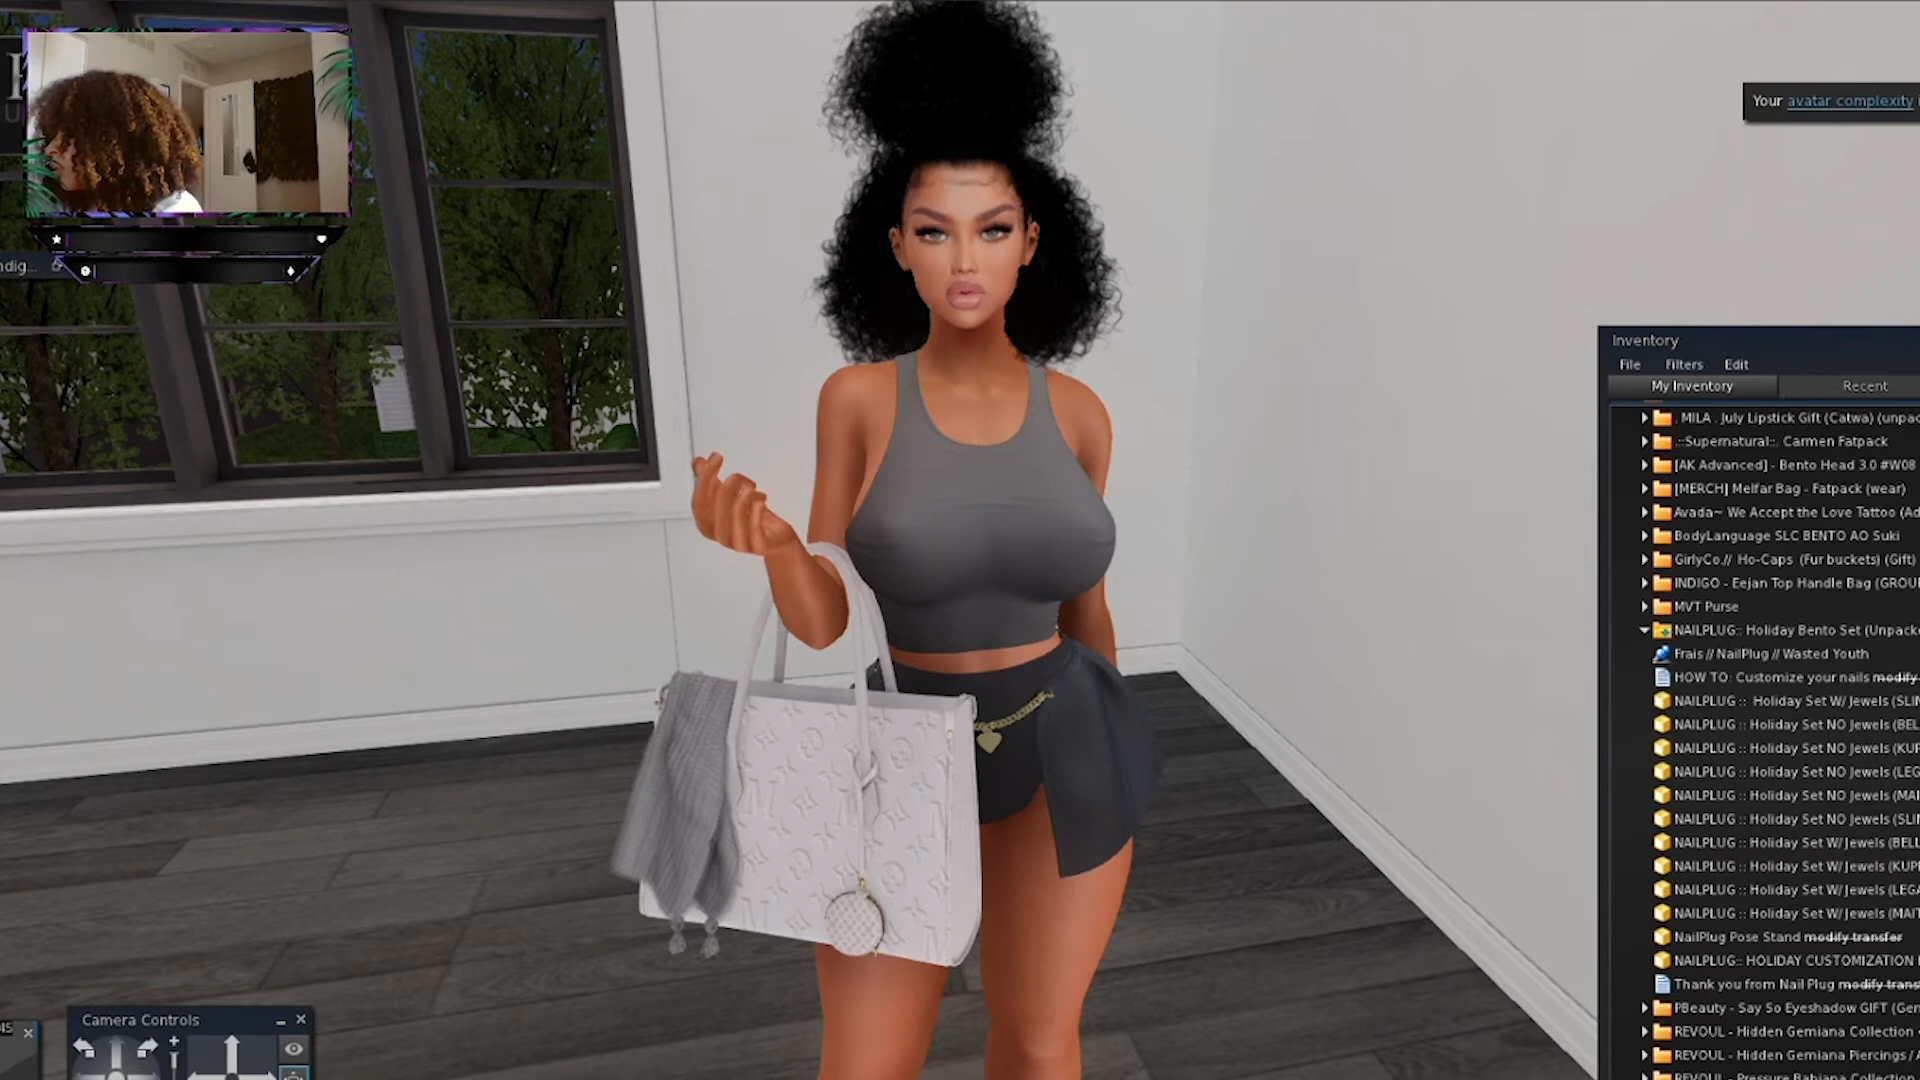 Your avatar complexity
ndig...
Inventory
File Filters Edit
My Inventory Recent
. MILA . July Lipstick Gift (Catwa) (unpac
.::Supernatural::. Carmen Fatpack
[AK Advanced] - Bento Head 3.0 #W08
[MERCH] Melfar Bag - Fatpack (wear)
Avada~ We Accept the Love Tattoo (Ad
BodyLanguage SLC BENTO AO Suki
GirlyCo.// Ho-Caps (Fur buckets) (Gift)
INDIGO - Eejan Top Handle Bag (GROU
MVT Purse
NAILPLUG:: Holiday Bento Set (Unpack
Frais // NailPlug // Wasted Youth
HOW TO: Customize your nails modify
NAILPLUG :: Holiday Set W/ Jewels (SLI
NAILPLUG :: Holiday Set NO Jewels (BEL
NAILPLUG :: Holiday Set NO Jewels (KUP
NAILPLUG :: Holiday Set NO Jewels (LEG
NAILPLUG :: Holiday Set NO Jewels (MAI
NAILPLUG :: Holiday Set NO Jewels (SLI
NAILPLUG :: Holiday Set W/ Jewels (BEL
NAILPLUG :: Holiday Set W/ Jewels (KUP
NAILPLUG :: Holiday Set W/ Jewels (LEG
NAILPLUG :: Holiday Set W/ Jewels (MAI
NailPlug Pose Stand modify transfer
NAILPLUG:: HOLIDAY CUSTOMIZATION
Thank you from Nail Plug modify trans
PBeauty - Say So Eyeshadow GIFT (Gen
REVOUL - Hidden Gemiana Collection
REVOUL - Hidden Gemiana Piercings / A
REVOUL - Pressure Babiana Collection
Camera Controls
45